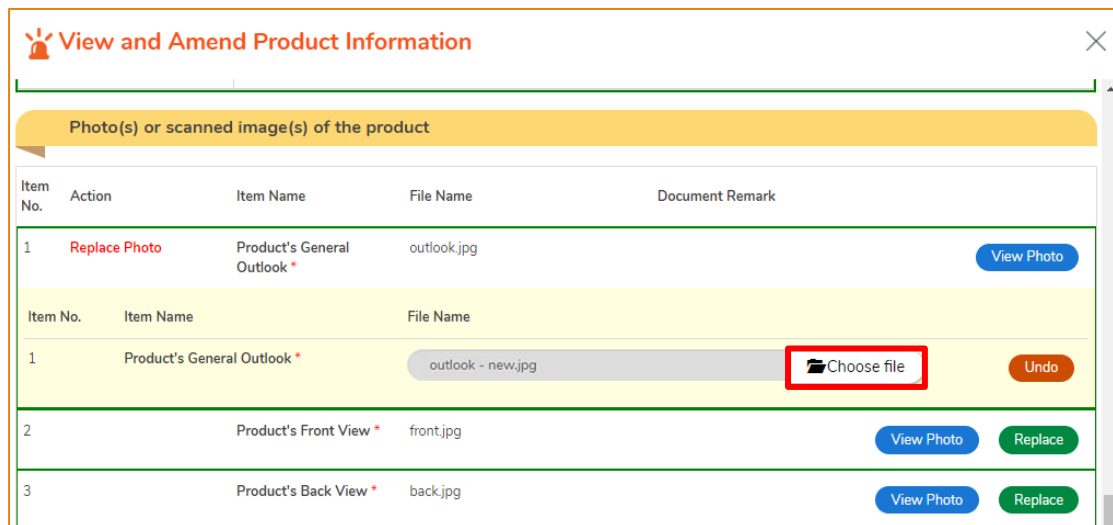 View and Amend Product Information
Photo(s) or scanned image(s) of the product
Item No. Action Item Name File Name Document Remark
1 Replace Photo Product's General Outlook * outlook.jpg View Photo
Item No. Item Name File Name
1 Product's General Outlook * outlook - new.jpg Choose file Undo
2 Product's Front View * front.jpg View Photo Replace
3 Product's Back View * back.jpg View Photo Replace